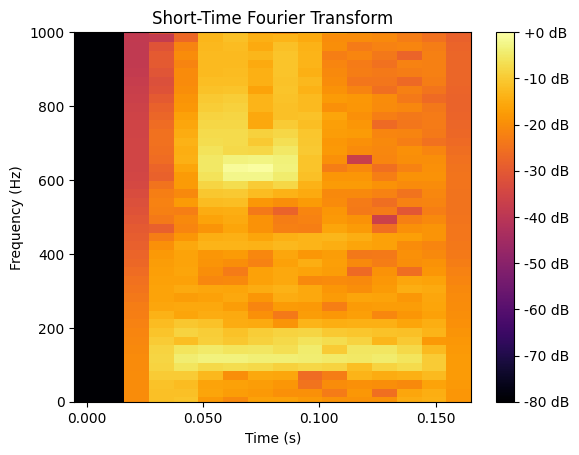 Short-Time Fourier Transform
1000
800
600
400
200
0
Frequency (Hz)
0.000
0.050
0.100
0.150
Time (s)
+0 dB
-10 dB
-20 dB
-30 dB
-40 dB
-50 dB
-60 dB
-70 dB
-80 dB